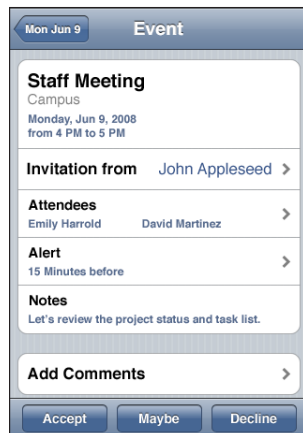 Mon Jun 9 Event
Staff Meeting
Campus
Monday, Jun 9, 2008
from 4 PM to 5 PM
Invitation from John Appleseed
Attendees
Emily Harrold David Martinez
Alert
15 Minutes before
Notes
Let's review the project status and task list.
Add Comments
Accept Maybe Decline